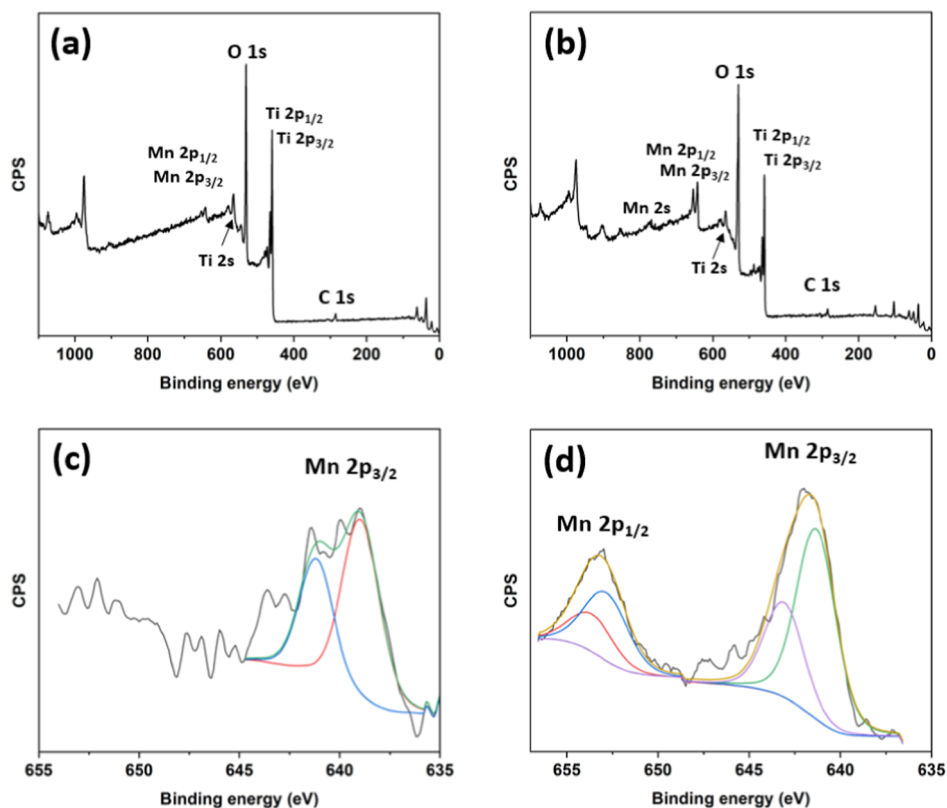 (a)
O 1s
Ti 2p1/2
Ti 2p3/2
Mn 2p1/2
Mn 2p3/2
Ti 2s
C 1s
CPS
1000 800 600 400 200 0
Binding energy (eV)
(b)
O 1s
Ti 2p1/2
Ti 2p3/2
Mn 2p1/2
Mn 2p3/2
Mn 2s
Ti 2s
C 1s
CPS
1000 800 600 400 200 0
Binding energy (eV)
(c)
Mn 2p3/2
CPS
655 650 645 640 635
Binding energy (eV)
(d)
Mn 2p3/2
Mn 2p1/2
CPS
655 650 645 640 635
Binding energy (eV)